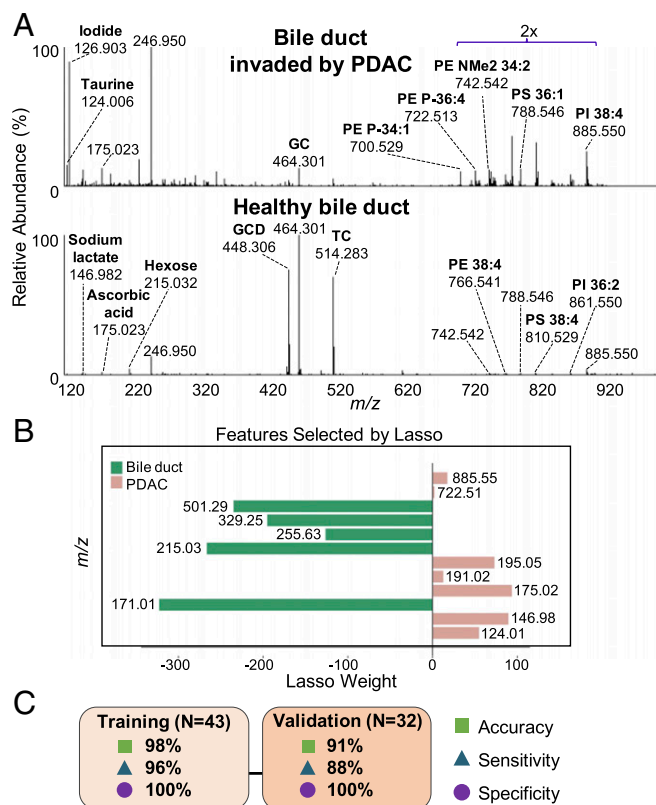 A
Bile duct
invaded by PDAC
2x
Iodide
126.903
246.950
Taurine
124.006
175.023
GC
464.301
PE P-34:1
700.529
PE P-36:4
722.513
PE NMe2 34:2
742.542
PS 36:1
788.546
PI 38:4
885.550
100
0
Relative Abundance (%)
Healthy bile duct
100
0
Sodium
lactate
146.982
Ascorbic
acid
175.023
Hexose
215.032
246.950
GCD
448.306
464.301
TC
514.283
742.542
PE 38:4
766.541
788.546
PS 38:4
810.529
PI 36:2
861.550
885.550
120 220 320 420 520 620 720 820 920
m/z
B
Features Selected by Lasso
Bile duct
PDAC
885.55
722.51
501.29
329.25
255.63
215.03
195.05
191.02
175.02
171.01
146.98
124.01
m/z
-300 -200 -100 0 100
Lasso Weight
C
Training (N=43)
98%
96%
100%
Validation (N=32)
91%
88%
100%
Accuracy
Sensitivity
Specificity